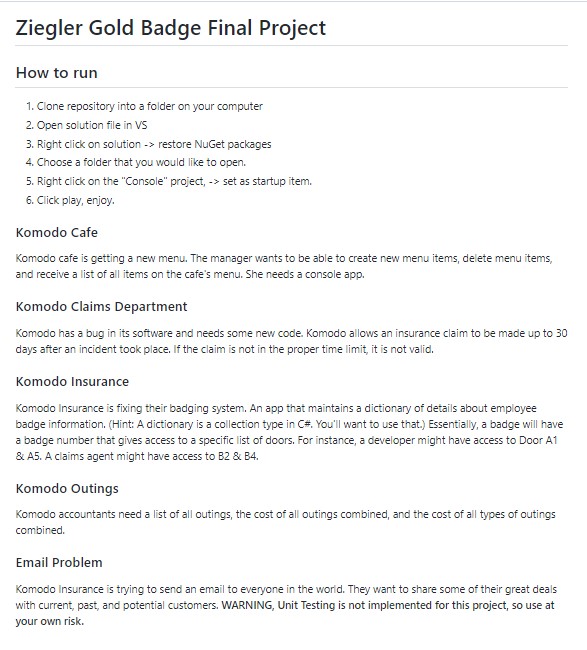 Ziegler Gold Badge Final Project
How to run
1. Clone repository into a folder on your computer
2. Open solution file in VS
3. Right click on solution -> restore NuGet packages
4. Choose a folder that you would like to open.
5. Right click on the "Console" project, -> set as startup item.
6. Click play, enjoy.
Komodo Cafe
Komodo cafe is getting a new menu. The manager wants to be able to create new menu items, delete menu items,
and receive a list of all items on the cafe's menu. She needs a console app.
Komodo Claims Department
Komodo has a bug in its software and needs some new code. Komodo allows an insurance claim to be made up to 30
days after an incident took place. If the claim is not in the proper time limit, it is not valid.
Komodo Insurance
Komodo Insurance is fixing their badging system. An app that maintains a dictionary of details about employee
badge information. (Hint: A dictionary is a collection type in C#. You'll want to use that.) Essentially, a badge will have
a badge number that gives access to a specific list of doors. For instance, a developer might have access to Door A1
& A5. A claims agent might have access to B2 & B4.
Komodo Outings
Komodo accountants need a list of all outings, the cost of all outings combined, and the cost of all types of outings
combined.
Email Problem
Komodo Insurance is trying to send an email to everyone in the world. They want to share some of their great deals
with current, past, and potential customers. WARNING, Unit Testing is not implemented for this project, so use at
your own risk.